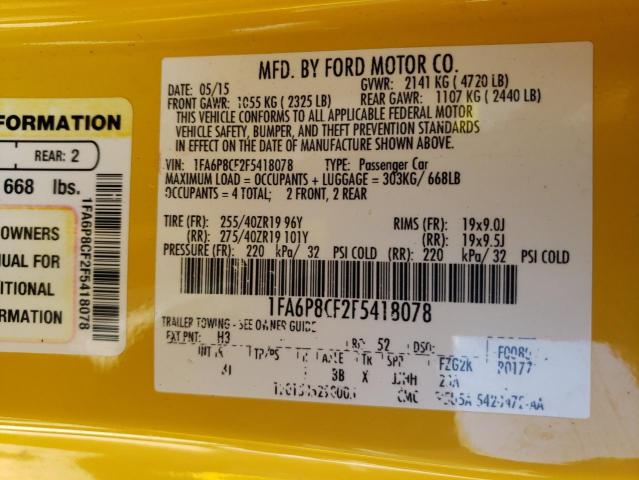 FORMATION
REAR: 2
668 lbs.
OWNERS
FOR
1FA6P8CF2F5418078
MFD. BY FORD MOTOR CO.
DATE: 05/15 GVWR: 2141 KG ( 4720 LB)
FRONT GAWR: 1055 KG ( 2325 LB) REAR GAWR: 1107 KG ( 2440 LB)
THIS VEHICLE CONFORMS TO ALL APPLICABLE FEDERAL MOTOR
VEHICLE SAFETY, BUMPER, AND THEFT PREVENTION STANDARDS
IN EFFECT ON THE DATE OF MANUFACTURE SHOWN ABOVE.
VIN: 1FA6P8CF2F5418078 TYPE: Passenger Car
MAXIMUM LOAD = OCCUPANTS + LUGGAGE = 303KG/ 668LB
OCCUPANTS = 4 TOTAL; 2 FRONT, 2 REAR
TIRE (FR): 255/40ZR19 96Y RIMS (FR): 19x9.0J
(RR): 275/40ZR19 101Y (RR): 19x9.5J
PRESSURE (FR): 220 kPa/ 32 PSI COLD (RR): 220 kPa/ 32 PSI COLD
1FA6P8CF2F5418078
TRAILER TOWING - SEE OWNER GUIDE
EXT PNT: H3 52 DSO:
AXLE TR SPR FZG2K
3B X
CMC